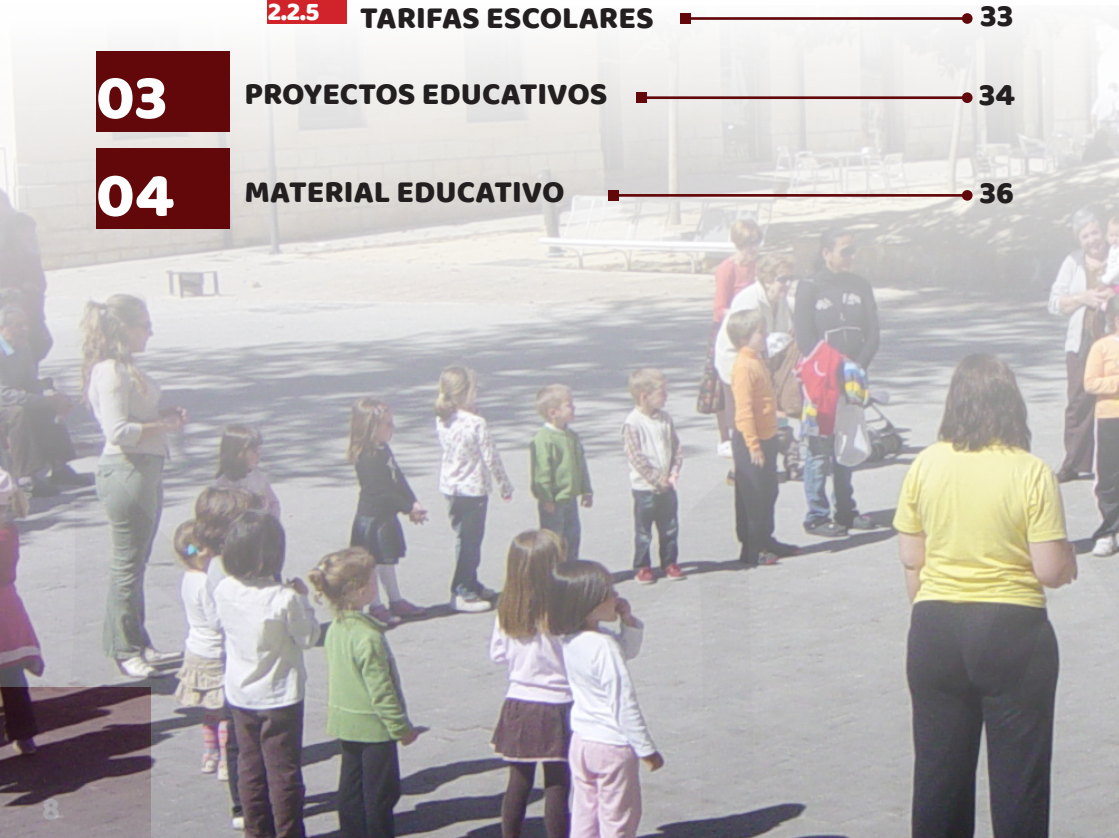 2.2.5 TARIFAS ESCOLARES 33
03 PROYECTOS EDUCATIVOS 34
04 MATERIAL EDUCATIVO 36
8